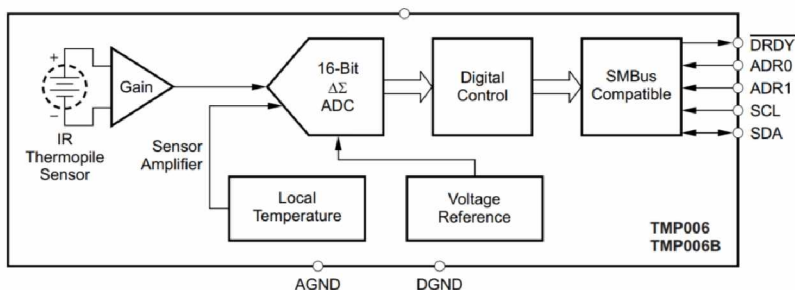 +
−
IR
Thermopile
Sensor
Gain
Sensor
Amplifier
16-Bit
ΔΣ
ADC
Local
Temperature
Digital
Control
Voltage
Reference
SMBus
Compatible
DRDY
ADR0
ADR1
SCL
SDA
TMP006
TMP006B
AGND
DGND